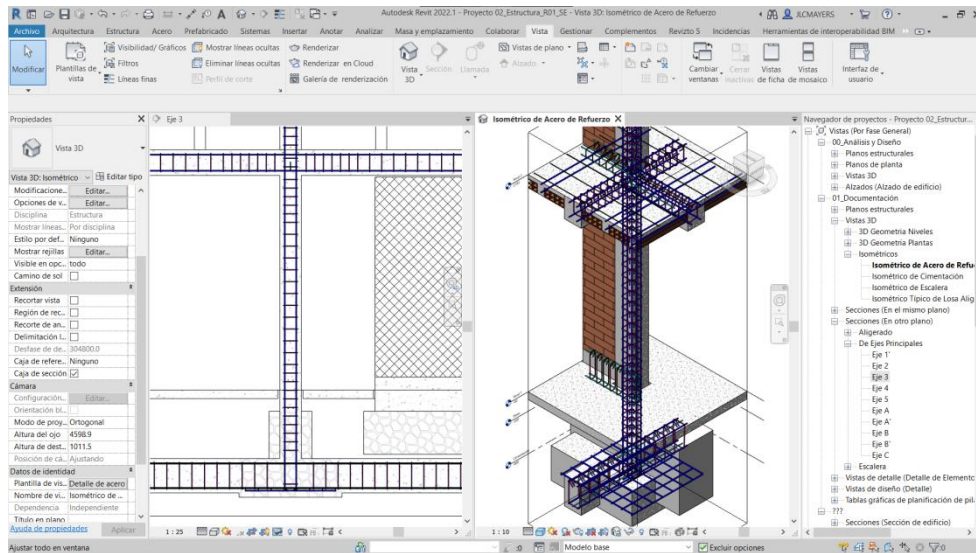 Autodesk Revit 2022.1 - Proyecto 02_Estructura_R01_SE - Vista 3D: Isométrico de Acero de Refuerzo
JLCMAYERS
Archivo Arquitectura Estructura Acero Prefabricado Sistemas Insertar Anotar Analizar Masa y emplazamiento Colaborar Vista Gestionar Complementos Revizto 5 Incidencias Herramientas de interoperabilidad BIM
Modificar
Plantillas de vista
Visibilidad/ Gráficos
Filtros
Líneas finas
Mostrar líneas ocultas
Eliminar líneas ocultas
Perfil de corte
Renderizar
Renderizar en Cloud
Galería de renderización
Vista 3D
Sección
Llamada
Vistas de plano
Alzado
Cambiar ventanas
Cerrar inactivas
Vistas de ficha
Vistas de mosaico
Interfaz de usuario
Propiedades X
Eje 3
Isométrico de Acero de Refuerzo X
Navegador de proyectos - Proyecto 02_Estructur...
Vista 3D
Vista 3D: Isométrico
Editar tipo
Modificacione... Editar...
Opciones de v... Editar...
Disciplina Estructura
Mostrar líneas... Por disciplina
Estilo por def... Ninguno
Mostrar rejillas Editar...
Visible en opc... todo
Camino de sol
Extensión
Recortar vista
Región de rec...
Recorte de an...
Delimitación l...
Desfase de de... 304800.0
Caja de refere... Ninguno
Caja de sección
Cámara
Configuración... Editar...
Orientación bl...
Modo de proy... Ortogonal
Altura del ojo 4598.9
Altura de dest... 1011.5
Posición de cá... Ajustando
Datos de identidad
Plantilla de vis... Detalle de acero
Nombre de vi... Isométrico de ...
Dependencia Independiente
Título en plano
Ayuda de propiedades Aplicar
1 : 25
1 : 10
Vistas (Por Fase General)
00_Análisis y Diseño
Planos estructurales
Planos de planta
Vistas 3D
Alzados (Alzado de edificio)
01_Documentación
Planos estructurales
Vistas 3D
3D Geometria Niveles
3D Geometria Plantas
Isométricos
Isométrico de Acero de Refu
Isométrico de Cimentación
Isométrico de Escalera
Isométrico Típico de Losa Alig
Secciones (En el mismo plano)
Secciones (En otro plano)
Aligerado
De Ejes Principales
Eje 1'
Eje 2
Eje 3
Eje 4
Eje 5
Eje A
Eje A'
Eje B
Eje B'
Eje C
Escalera
Vistas de detalle (Detalle de Elemento
Vistas de diseño (Detalle)
Tablas gráficas de planificación de pil
???
Secciones (Sección de edificio)
Ajustar todo en ventana
:0
Modelo base
Excluir opciones
:0